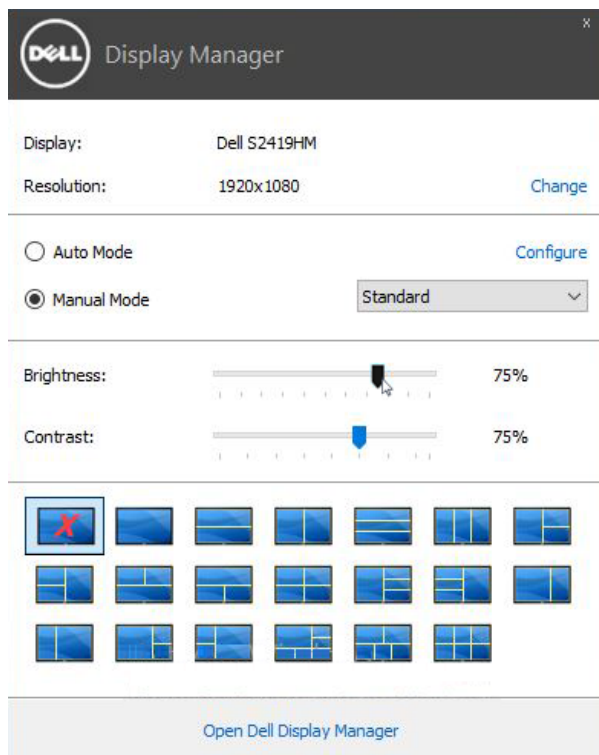 x
DELL Display Manager
Display: Dell S2419HM
Resolution: 1920x1080 Change
Auto Mode Configure
Manual Mode Standard
Brightness: 75%
Contrast: 75%
Open Dell Display Manager